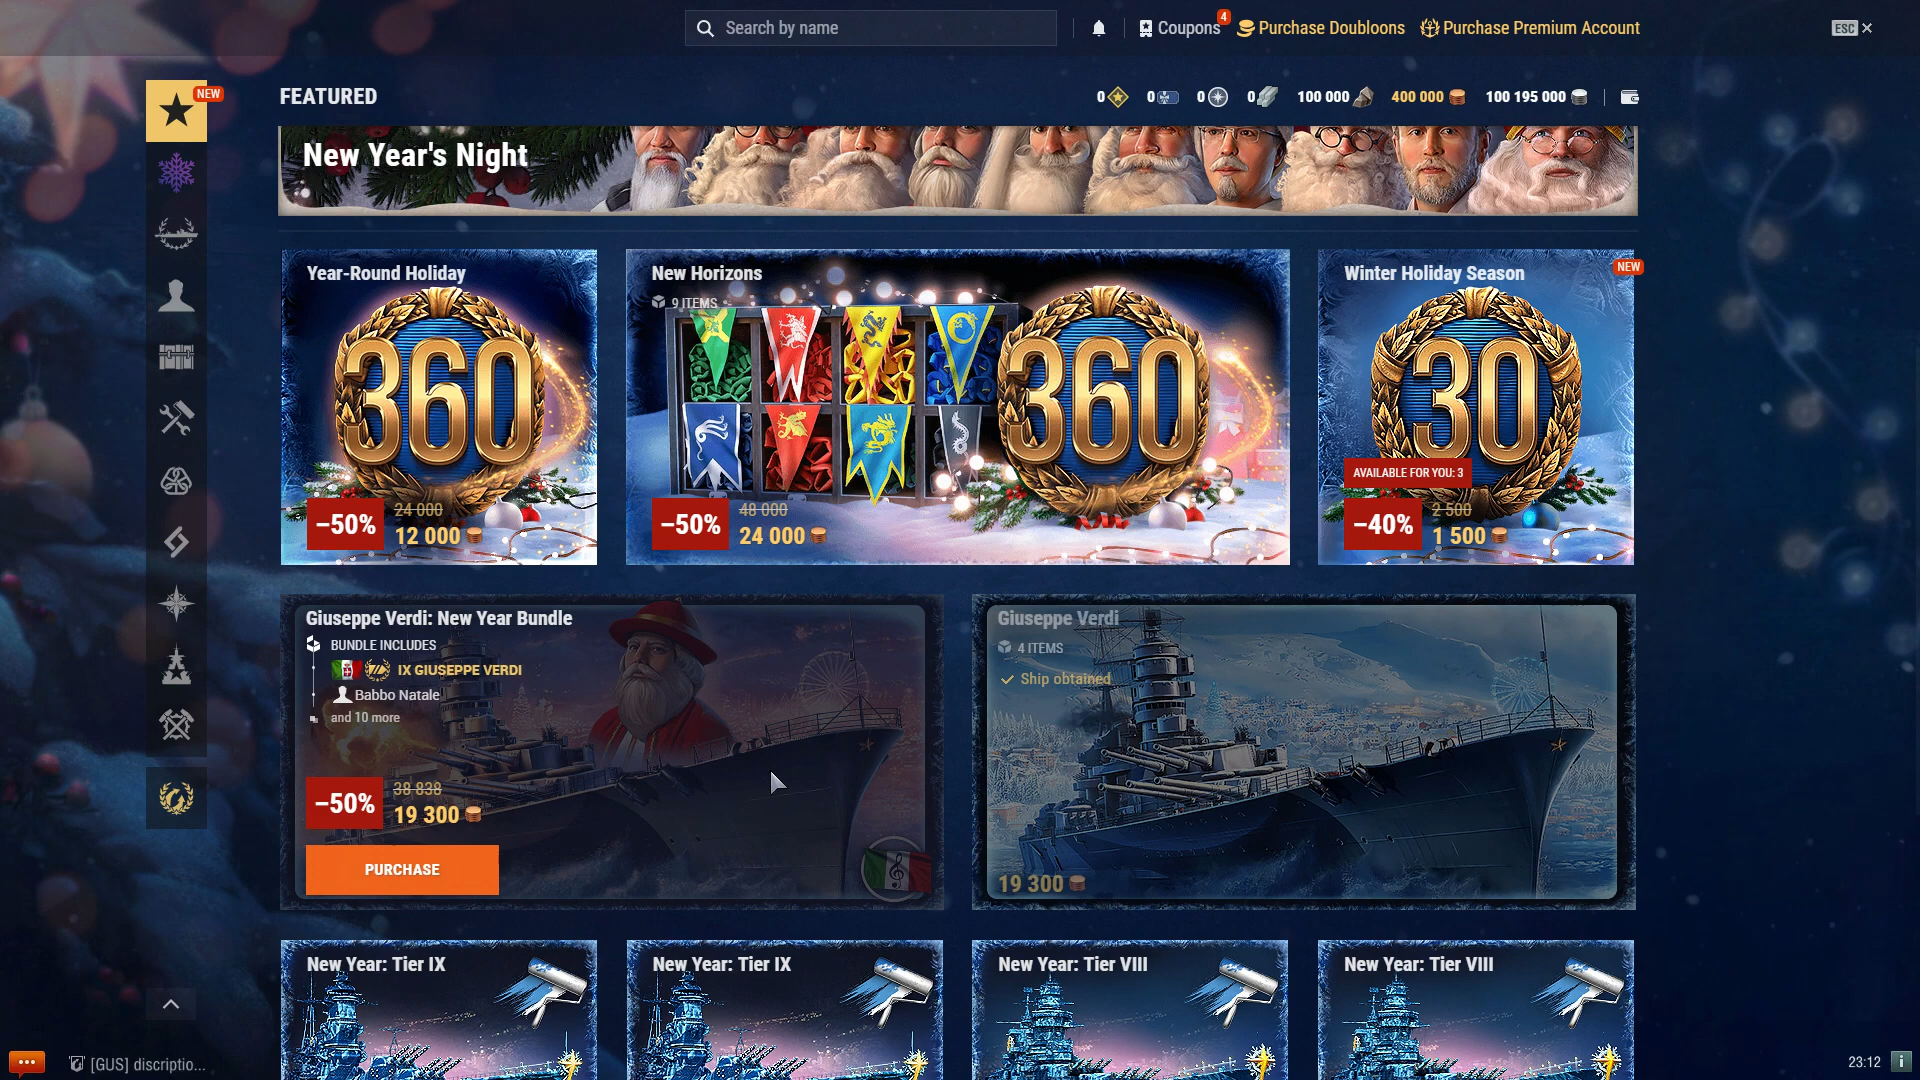 Search by name
Coupons
4
Purchase Doubloons
Purchase Premium Account
ESC
NEW
FEATURED
0
0
0
0
100 000
400 000
100 195 000
New Year's Night
Year-Round Holiday
360
–50%
24 000
12 000
New Horizons
9 ITEMS
360
–50%
48 000
24 000
Winter Holiday Season
NEW
30
AVAILABLE FOR YOU: 3
–40%
2 500
1 500
Giuseppe Verdi: New Year Bundle
BUNDLE INCLUDES
IX GIUSEPPE VERDI
Babbo Natale
and 10 more
–50%
38 838
19 300
PURCHASE
Giuseppe Verdi
4 ITEMS
Ship obtained
19 300
New Year: Tier IX
New Year: Tier IX
New Year: Tier VIII
New Year: Tier VIII
[GUS] discriptio...
23:12